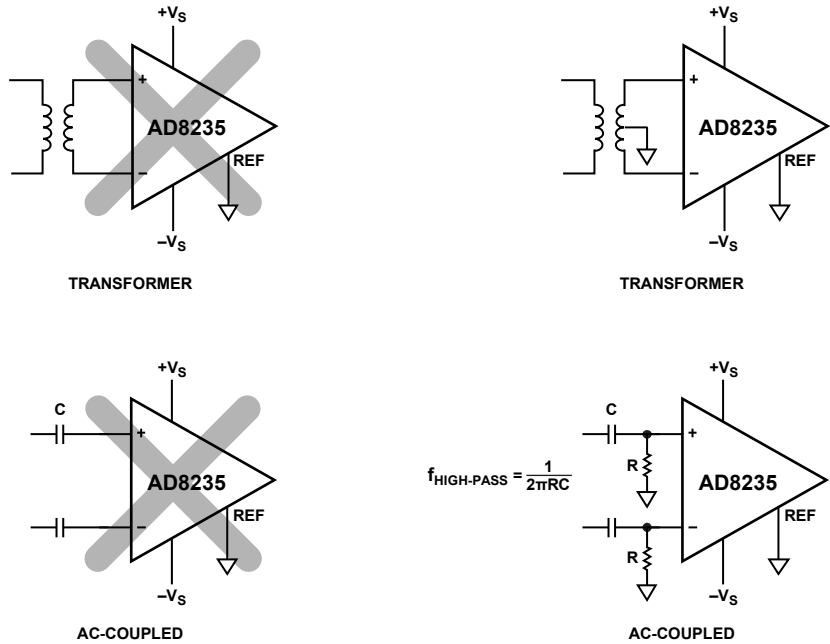 +VS
+
AD8235
REF
−
−VS
TRANSFORMER
+VS
+
AD8235
REF
−
−VS
TRANSFORMER
+VS
C
+
AD8235
REF
−
−VS
AC-COUPLED
fHIGH-PASS = 1/2πRC
+VS
C
+
R
AD8235
REF
−
R
−VS
AC-COUPLED